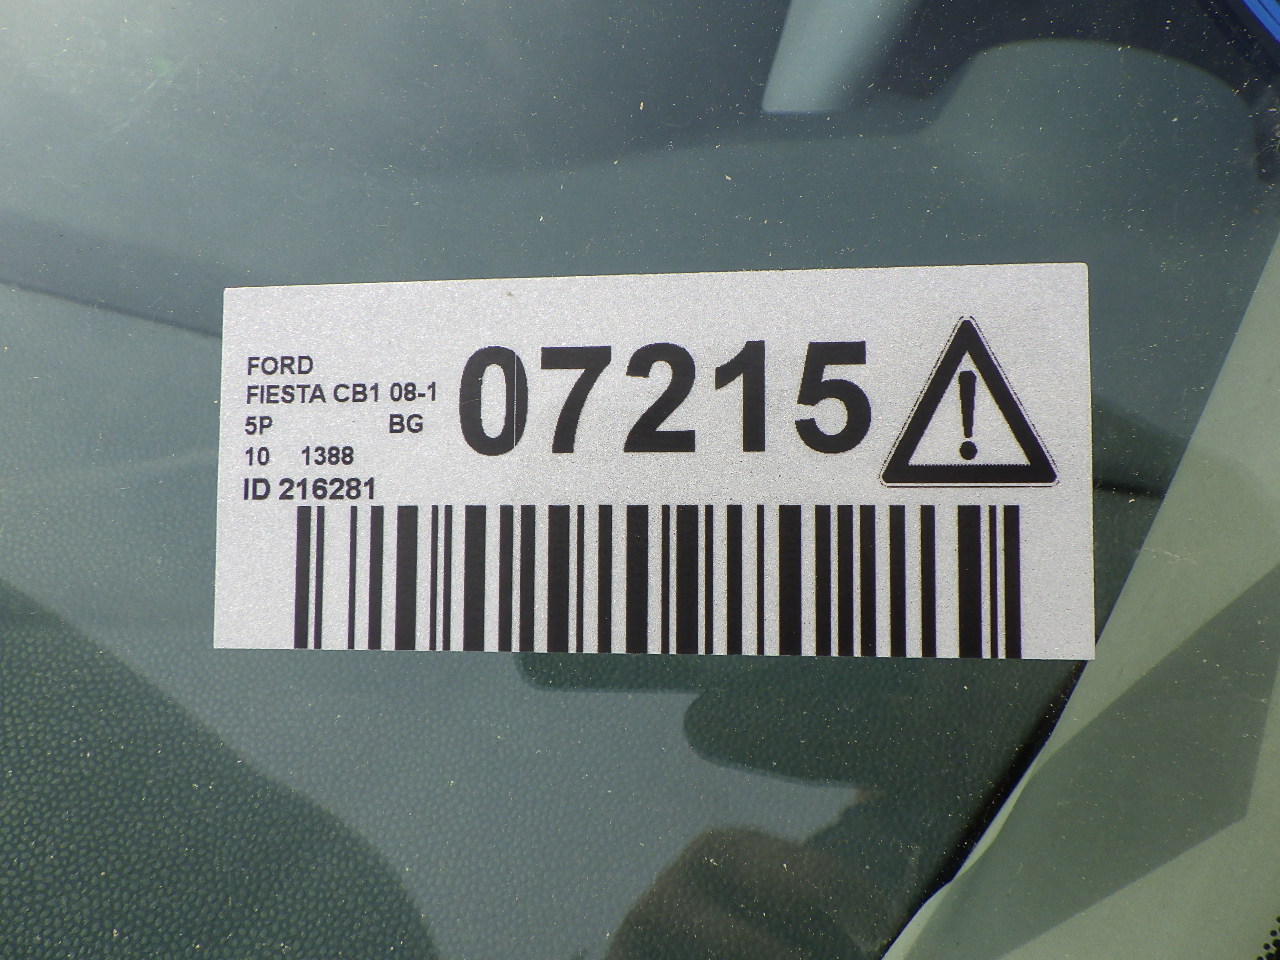 FORD
FIESTA CB1 08-1
5P BG
10 1388
ID 216281
07215